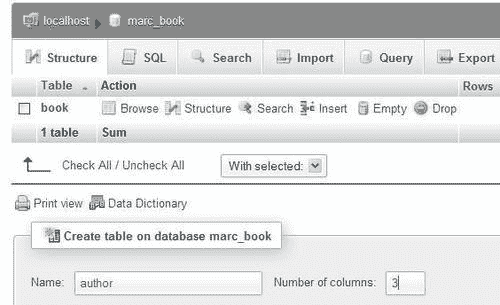 localhost marc_book
Structure SQL Search Import Query Export
Table Action Rows
book Browse Structure Search Insert Empty Drop
1 table Sum
Check All / Uncheck All With selected:
Print view Data Dictionary
Create table on database marc_book
Name: author Number of columns: 3